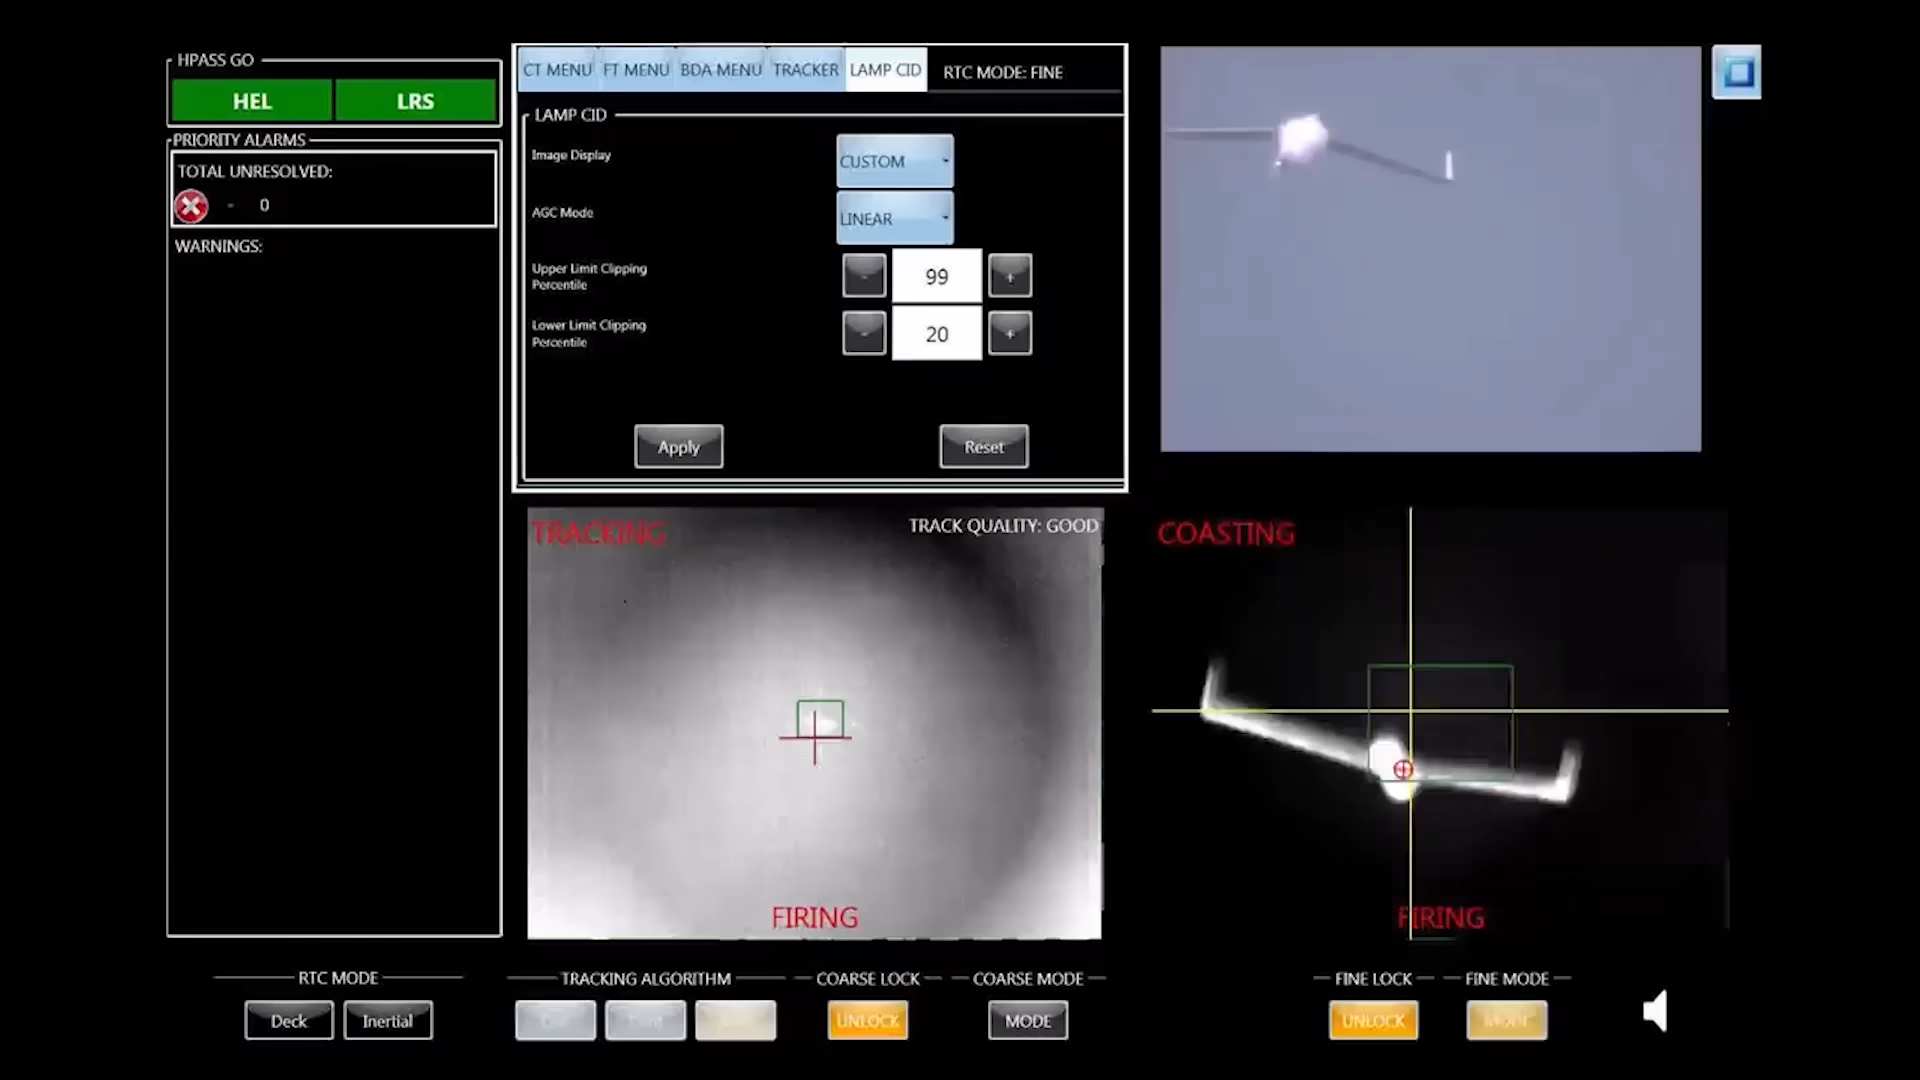 HPASS GO
HEL
LRS
PRIORITY ALARMS
TOTAL UNRESOLVED:
- 0
WARNINGS:
CT MENU
FT MENU
BDA MENU
TRACKER
LAMP CID
RTC MODE: FINE
LAMP CID
Image Display
CUSTOM
AGC Mode
LINEAR
Upper Limit Clipping
Percentile
- 99 +
Lower Limit Clipping
Percentile
- 20 +
Apply
Reset
TRACKING
TRACK QUALITY: GOOD
FIRING
COASTING
FIRING
RTC MODE
Deck
Inertial
TRACKING ALGORITHM
COARSE LOCK
UNLOCK
COARSE MODE
MODE
FINE LOCK
UNLOCK
FINE MODE
MODE